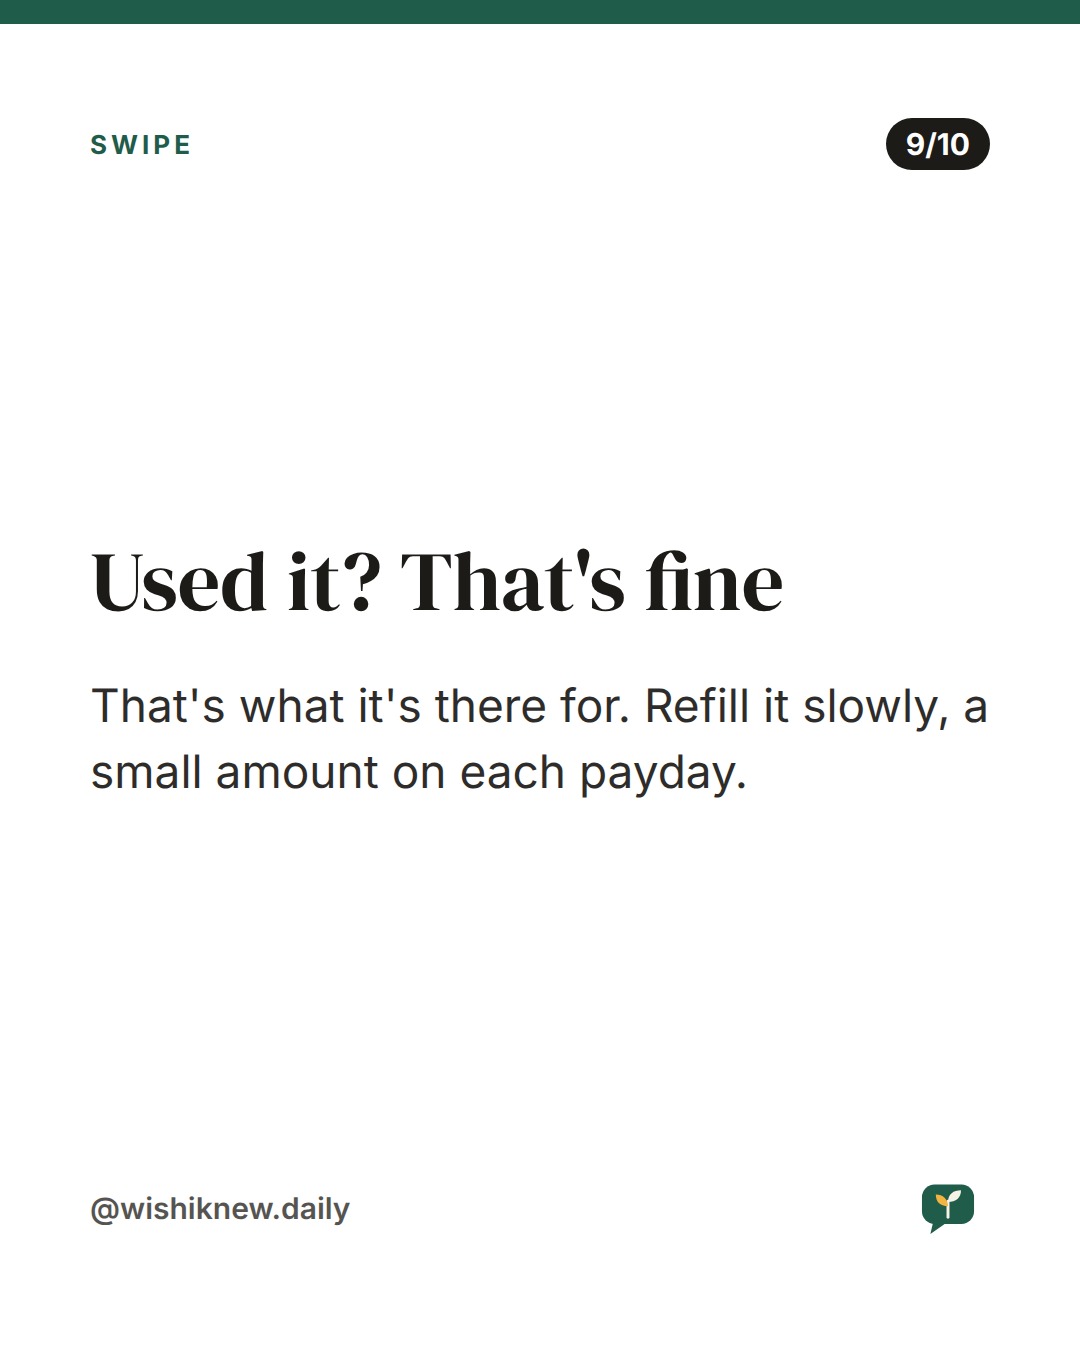 SWIPE
9/10
Used it? That's fine
That's what it's there for. Refill it slowly, a
small amount on each payday.
@wishiknew.daily